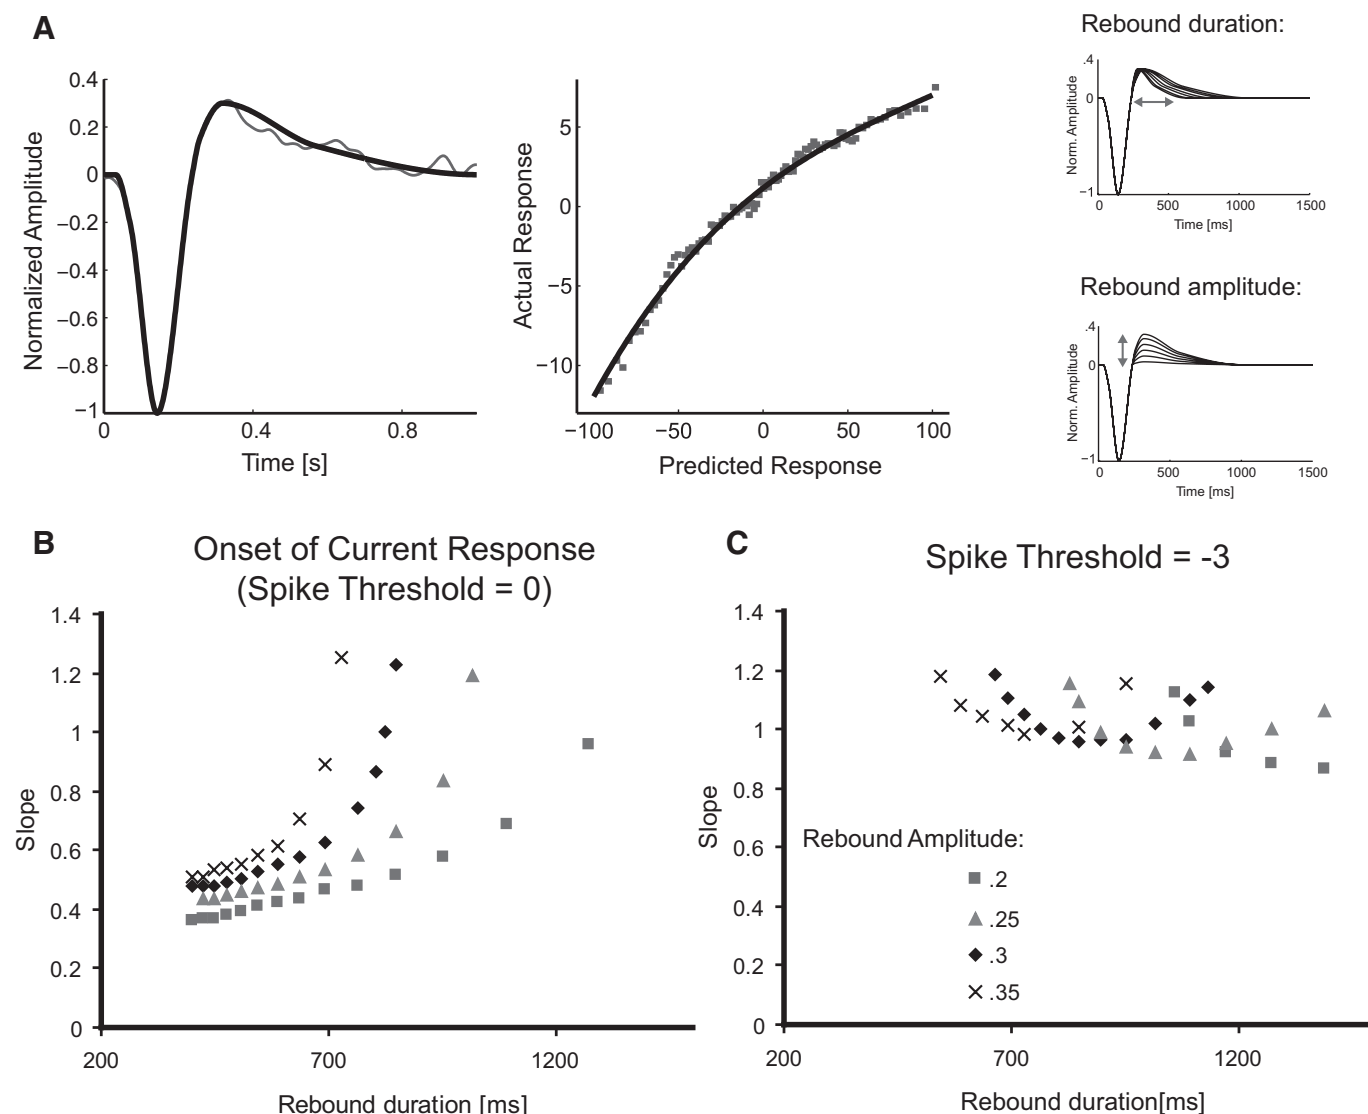 A
Normalized Amplitude
0.4
0.2
0
−0.2
−0.4
−0.6
−0.8
−1
0
0.4
0.8
Time [s]
Actual Response
5
0
−5
−10
−100
−50
0
50
100
Predicted Response
Rebound duration:
Norm. Amplitude
.4
0
−1
0
500
1000
1500
Time [ms]
Rebound amplitude:
Norm. Amplitude
.4
0
−1
0
500
1000
1500
Time [ms]
B
Onset of Current Response
(Spike Threshold = 0)
Slope
1.4
1.2
1
0.8
0.6
0.4
0.2
0
200
700
1200
Rebound duration [ms]
C
Spike Threshold = -3
Slope
1.4
1.2
1
0.8
0.6
0.4
0.2
0
Rebound Amplitude:
.2
.25
.3
.35
200
700
1200
Rebound duration[ms]